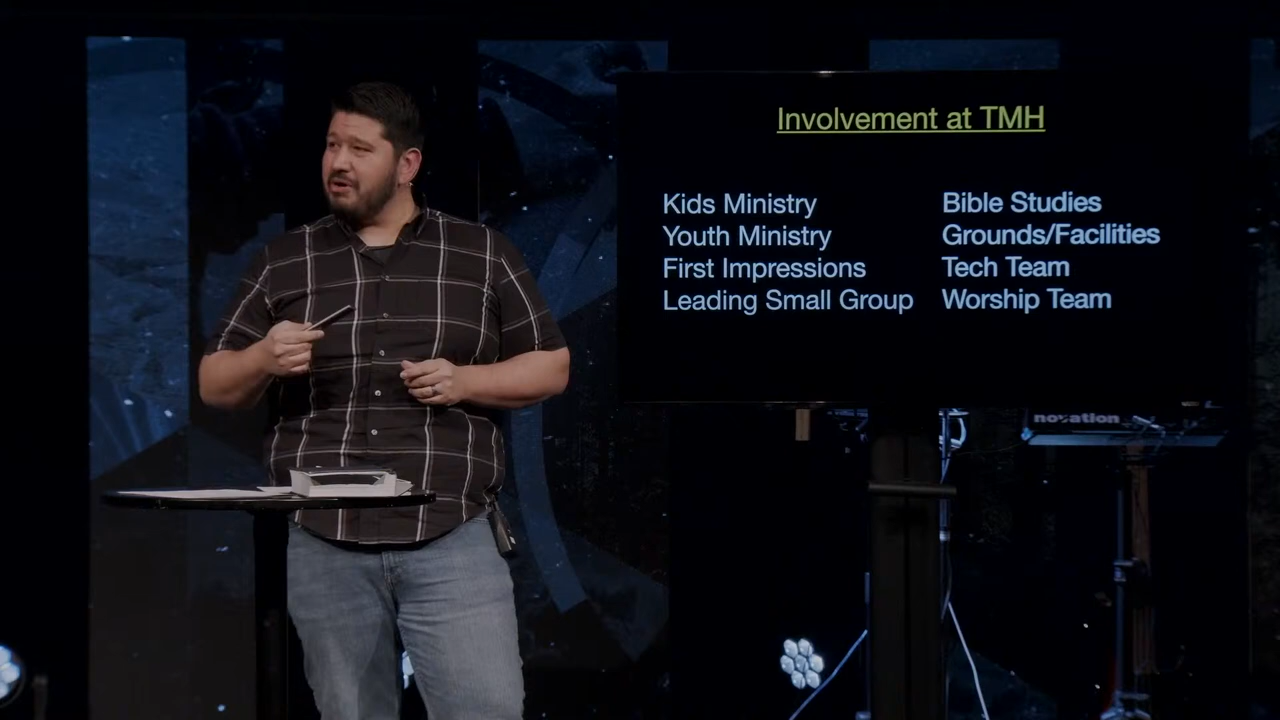 Involvement at TMH
Kids Ministry
Youth Ministry
First Impressions
Leading Small Group
Bible Studies
Grounds/Facilities
Tech Team
Worship Team
novation